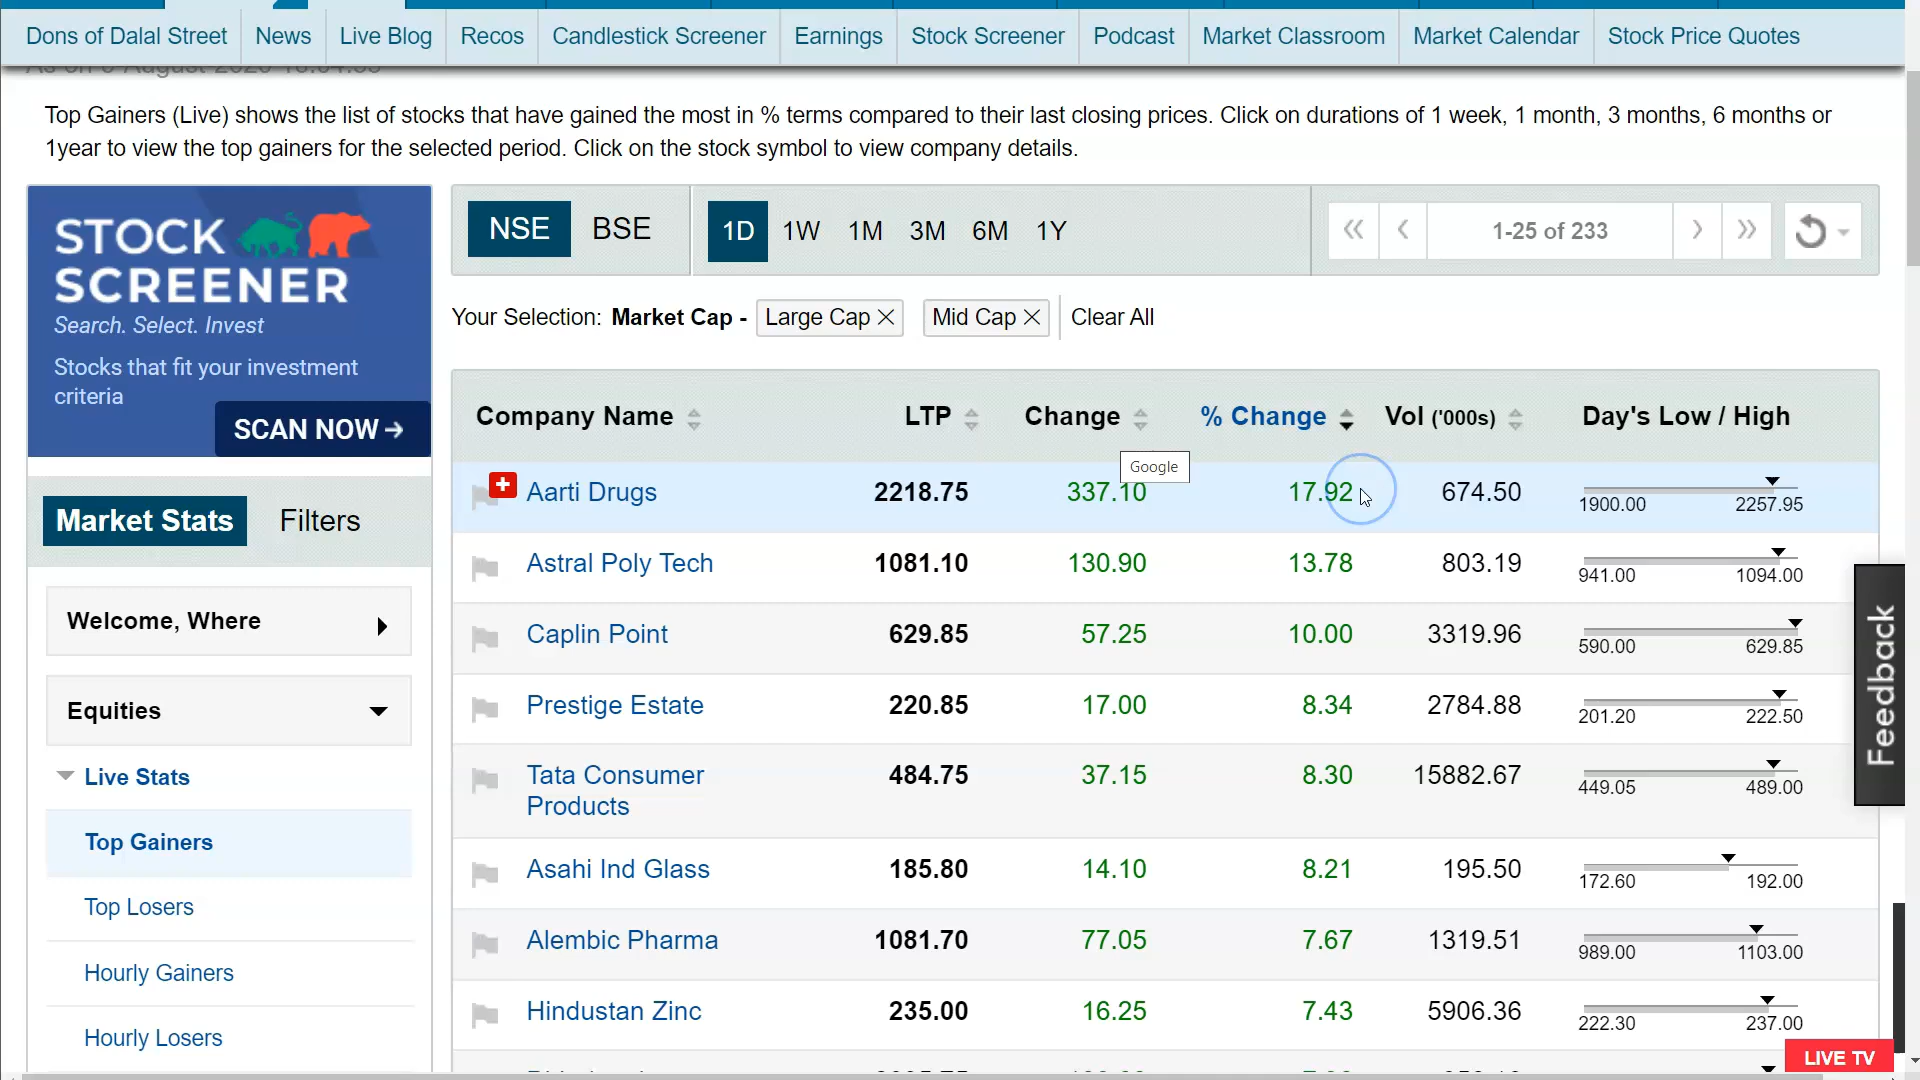 Dons of Dalal Street News Live Blog Recos Candlestick Screener Earnings Stock Screener Podcast Market Classroom Market Calendar Stock Price Quotes
Top Gainers (Live) shows the list of stocks that have gained the most in % terms compared to their last closing prices. Click on durations of 1 week, 1 month, 3 months, 6 months or
1year to view the top gainers for the selected period. Click on the stock symbol to view company details.
STOCK
SCREENER
Search. Select. Invest
Stocks that fit your investment
criteria
SCAN NOW→
Market Stats Filters
Welcome, Where
Equities
Live Stats
Top Gainers
Top Losers
Hourly Gainers
Hourly Losers
NSE BSE 1D 1W 1M 3M 6M 1Y 1-25 of 233
Your Selection: Market Cap - Large Cap Mid Cap Clear All
Company Name LTP Change % Change Vol ('000s) Day's Low / High
Google
Aarti Drugs 2218.75 337.10 17.92 674.50 1900.00 2257.95
Astral Poly Tech 1081.10 130.90 13.78 803.19 941.00 1094.00
Caplin Point 629.85 57.25 10.00 3319.96 590.00 629.85
Prestige Estate 220.85 17.00 8.34 2784.88 201.20 222.50
Tata Consumer 484.75 37.15 8.30 15882.67 449.05 489.00
Products
Asahi Ind Glass 185.80 14.10 8.21 195.50 172.60 192.00
Alembic Pharma 1081.70 77.05 7.67 1319.51 989.00 1103.00
Hindustan Zinc 235.00 16.25 7.43 5906.36 222.30 237.00
Feedback
LIVE TV